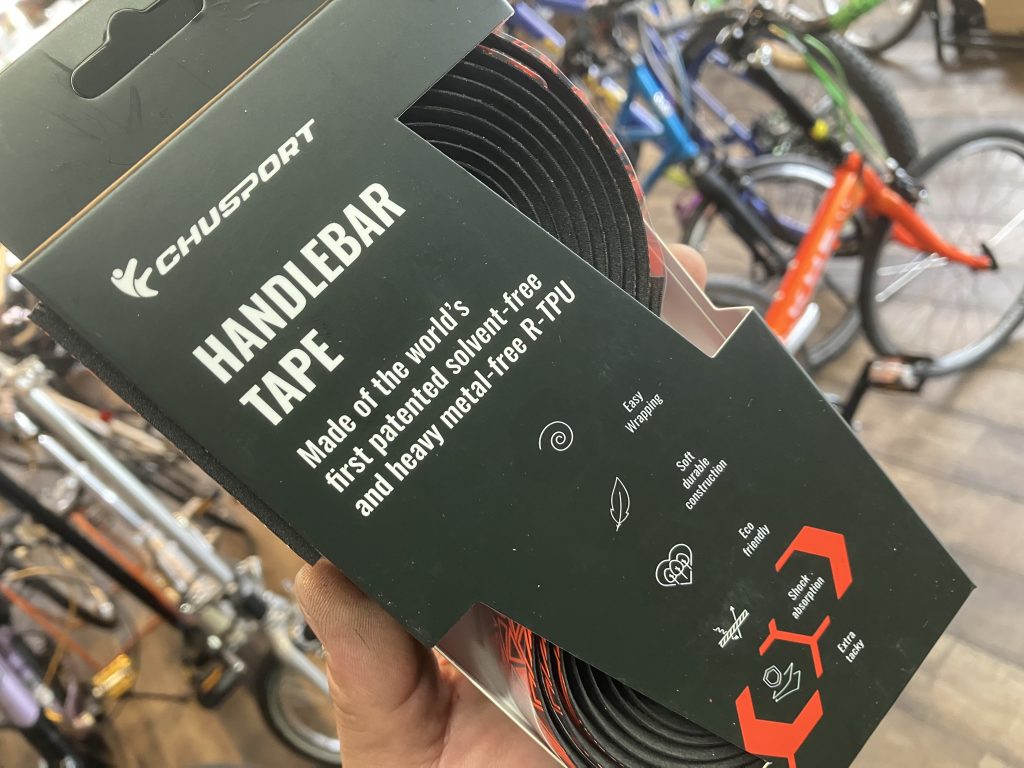 CHUSPORT
HANDLEBAR
TAPE
Made of the world's
first patented solvent-free
and heavy metal-free R-TPU
Easy
Wrapping
Soft
durable
construction
Eco
friendly
Shock
absorption
Extra
tacky